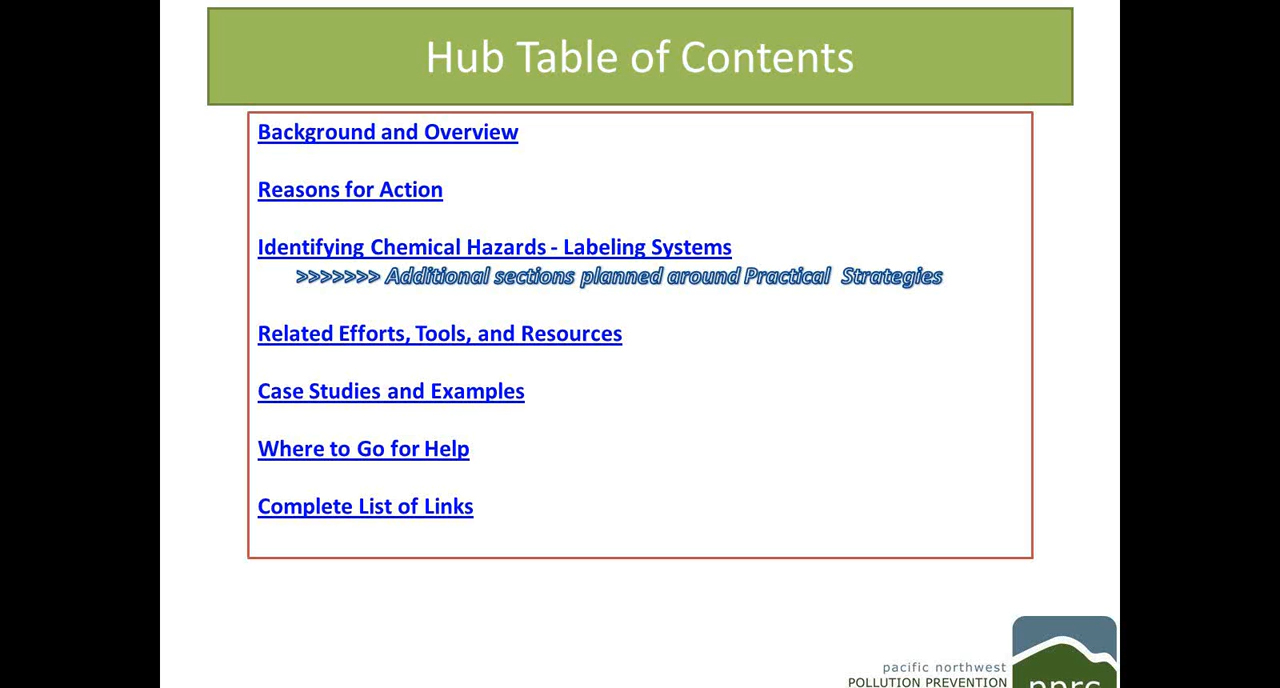 Hub Table of Contents
Background and Overview
Reasons for Action
Identifying Chemical Hazards - Labeling Systems
>>>>>>> Additional sections planned around Practical Strategies
Related Efforts, Tools, and Resources
Case Studies and Examples
Where to Go for Help
Complete List of Links
pacific northwest
POLLUTION PREVENTION
pprc